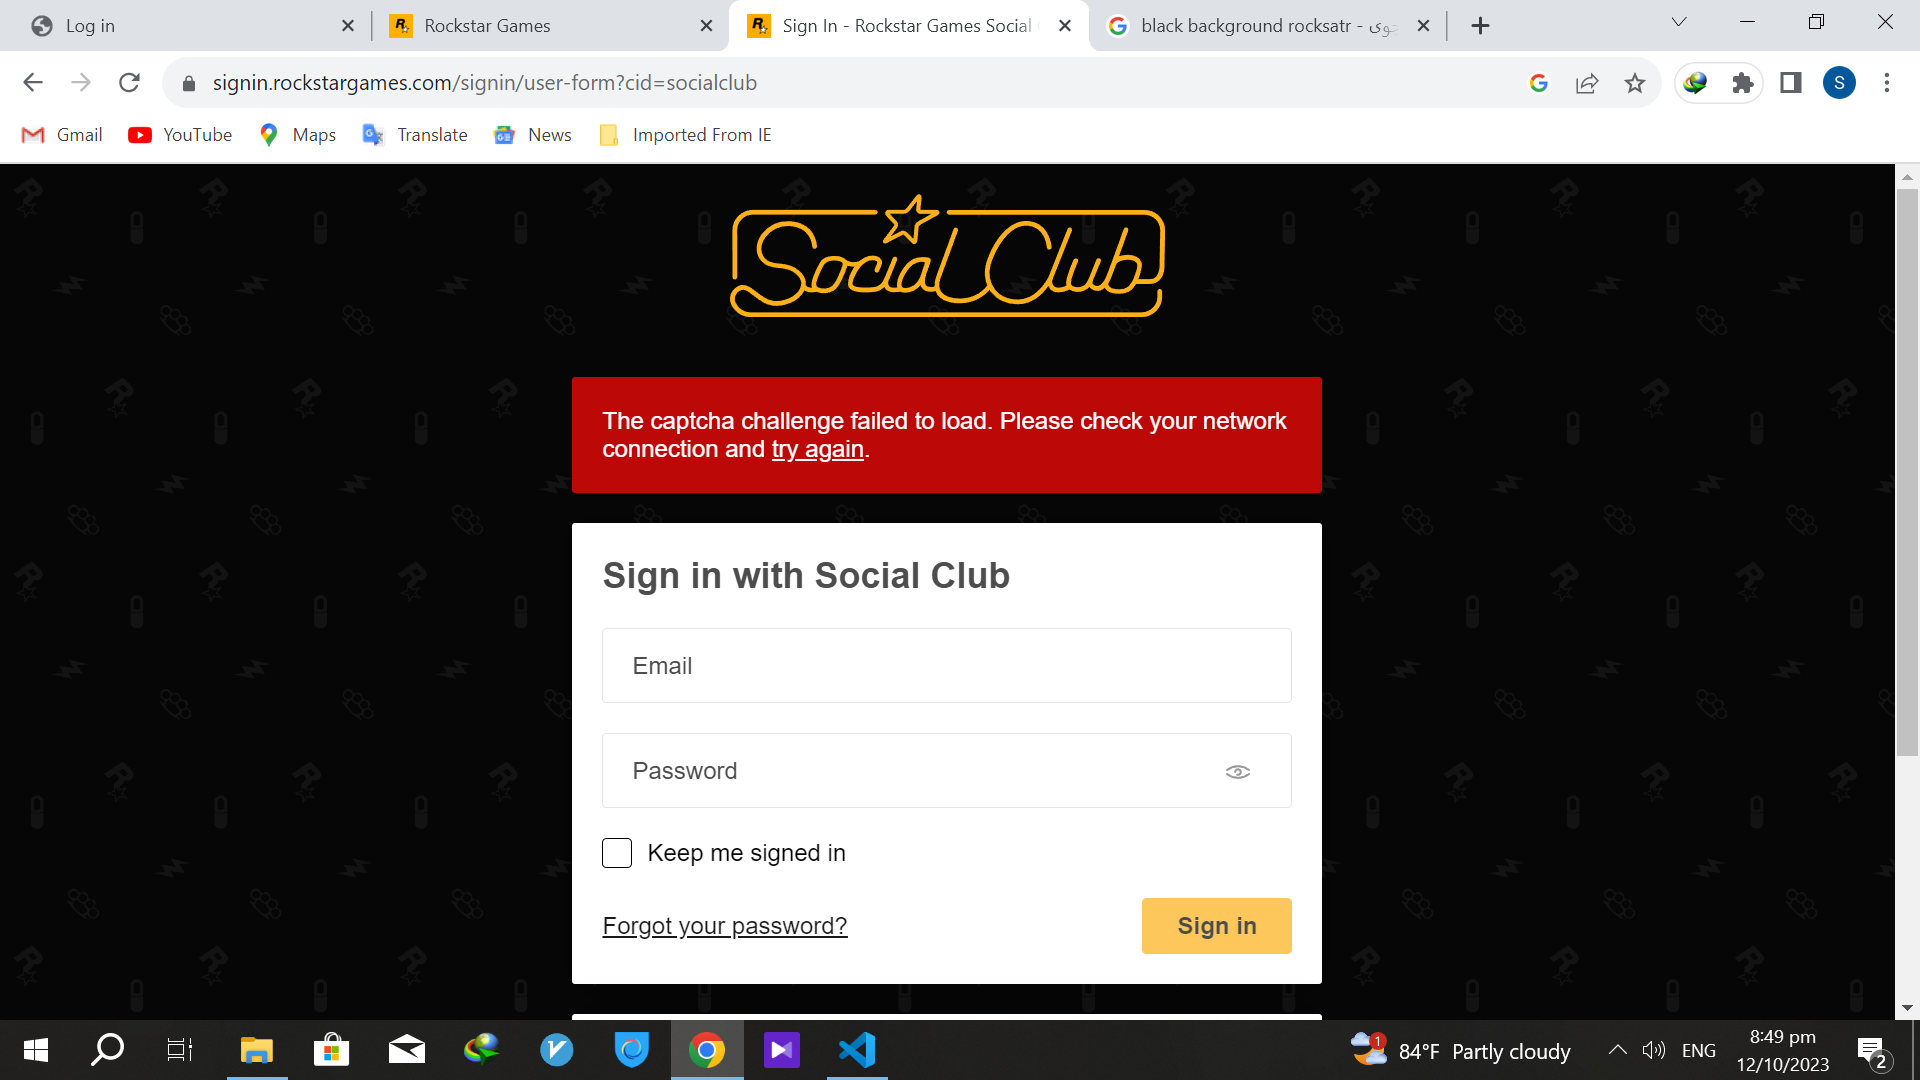 Log in
Rockstar Games
Sign In - Rockstar Games Social
black background rocksatr -
signin.rockstargames.com/signin/user-form?cid=socialclub
S
Gmail
YouTube
Maps
Translate
News
Imported From IE
Social Club
The captcha challenge failed to load. Please check your network
connection and try again.
Sign in with Social Club
Email
Password
Keep me signed in
Forgot your password?
Sign in
1
84°F Partly cloudy
ENG
8:49 pm
12/10/2023
2